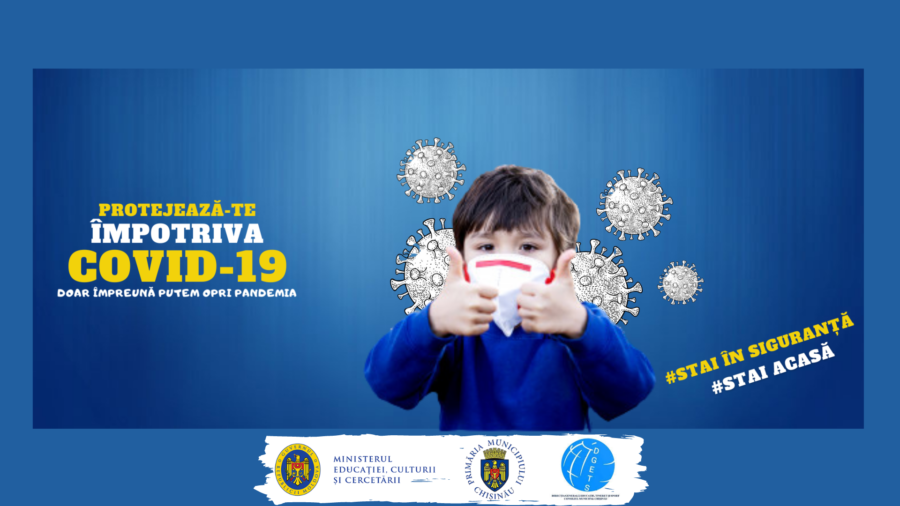 PROTEJEAZĂ-TE
ÎMPOTRIVA
COVID-19
DOAR ÎMPREUNĂ PUTEM OPRI PANDEMIA
#STAI ÎN SIGURANȚĂ
#STAI ACASĂ
MINISTERUL
EDUCAȚIEI, CULTURII
ȘI CERCETĂRII
PRIMĂRIA MUNICIPIULUI
CHIȘINĂU
DGETS